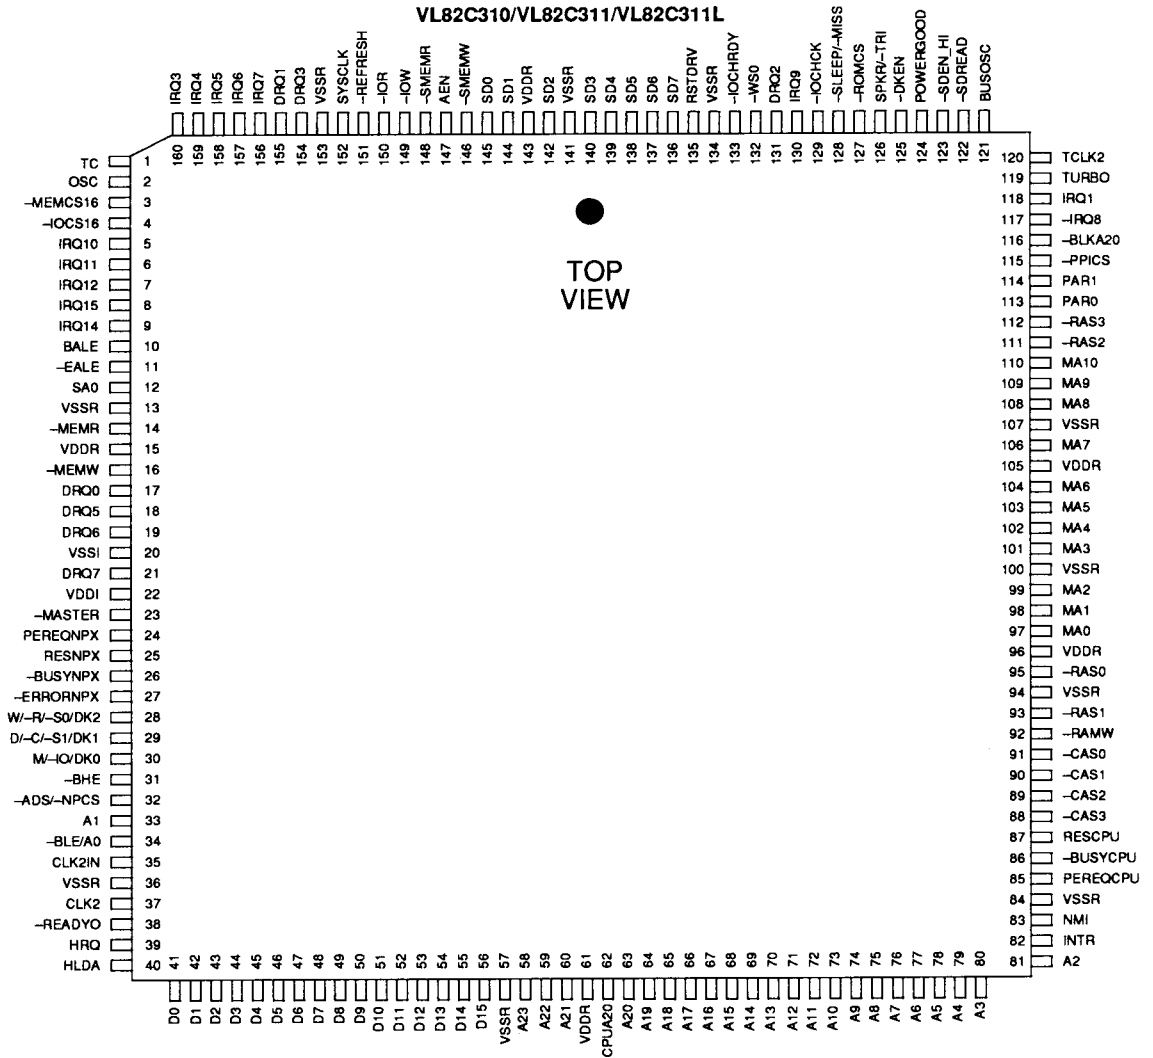 VL82C310/VL82C311/VL82C311L
IRQ3 IRQ4 IRQ5 IRQ6 IRQ7 DRQ1 DRQ3 VSSR SYSCLK –REFRESH –IOR –IOW –SMEMR AEN –SMEMW SD0 SD1 VDDR SD2 VSSR SD3 SD4 SD5 SD6 SD7 RSTDRV VSSR –IOCHRDY –WS0 DRQ2 IRQ9 –IOCHCK –SLEEP/–MISS –ROMCS SPKR/–TRI –DKEN POWERGOOD –SDEN_HI –SDREAD BUSOSC
160 159 158 157 156 155 154 153 152 151 150 149 148 147 146 145 144 143 142 141 140 139 138 137 136 135 134 133 132 131 130 129 128 127 126 125 124 123 122 121
TC 1
OSC 2
–MEMCS16 3
–IOCS16 4
IRQ10 5
IRQ11 6
IRQ12 7
IRQ15 8
IRQ14 9
BALE 10
–EALE 11
SA0 12
VSSR 13
–MEMR 14
VDDR 15
–MEMW 16
DRQ0 17
DRQ5 18
DRQ6 19
VSSI 20
DRQ7 21
VDDI 22
–MASTER 23
PEREQNPX 24
RESNPX 25
–BUSYNPX 26
–ERRORNPX 27
W/–R/–S0/DK2 28
D/–C/–S1/DK1 29
M/–IO/DK0 30
–BHE 31
–ADS/–NPCS 32
A1 33
–BLE/A0 34
CLK2IN 35
VSSR 36
CLK2 37
–READYO 38
HRQ 39
HLDA 40
TOP
VIEW
120 TCLK2
119 TURBO
118 IRQ1
117 –IRQ8
116 –BLKA20
115 –PPICS
114 PAR1
113 PAR0
112 –RAS3
111 –RAS2
110 MA10
109 MA9
108 MA8
107 VSSR
106 MA7
105 VDDR
104 MA6
103 MA5
102 MA4
101 MA3
100 VSSR
99 MA2
98 MA1
97 MA0
96 VDDR
95 –RAS0
94 VSSR
93 –RAS1
92 –RAMW
91 –CAS0
90 –CAS1
89 –CAS2
88 –CAS3
87 RESCPU
86 –BUSYCPU
85 PEREQCPU
84 VSSR
83 NMI
82 INTR
81 A2
41 42 43 44 45 46 47 48 49 50 51 52 53 54 55 56 57 58 59 60 61 62 63 64 65 66 67 68 69 70 71 72 73 74 75 76 77 78 79 80
D0 D1 D2 D3 D4 D5 D6 D7 D8 D9 D10 D11 D12 D13 D14 D15 VSSR A23 A22 A21 VDDR CPUA20 A20 A19 A18 A17 A16 A15 A14 A13 A12 A11 A10 A9 A8 A7 A6 A5 A4 A3